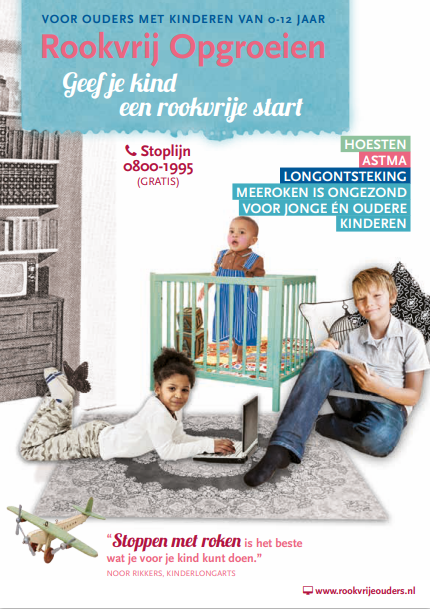 VOOR OUDERS MET KINDEREN VAN 0-12 JAAR
Rookvrij Opgroeien
Geef je kind
een rookvrije start
Stoplijn
0800-1995
(GRATIS)
HOESTEN
ASTMA
LONGONTSTEKING
MEEROKEN IS ONGEZOND
VOOR JONGE ÉN OUDERE
KINDEREN
“Stoppen met roken is het beste
wat je voor je kind kunt doen.”
NOOR RIKKERS, KINDERLONGARTS
www.rookvrijeouders.nl